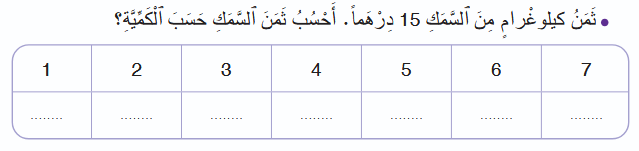 • ثَمَنُ كيلوغْرامٍ مِنَ ٱلسَّمَكِ 15 دِرْهَماً. أَحْسُبُ ثَمَنَ ٱلسَّمَكِ حَسَبَ ٱلْكَمِّيَّةِ؟
1 2 3 4 5 6 7
........ ........ ........ ........ ........ ........ ........